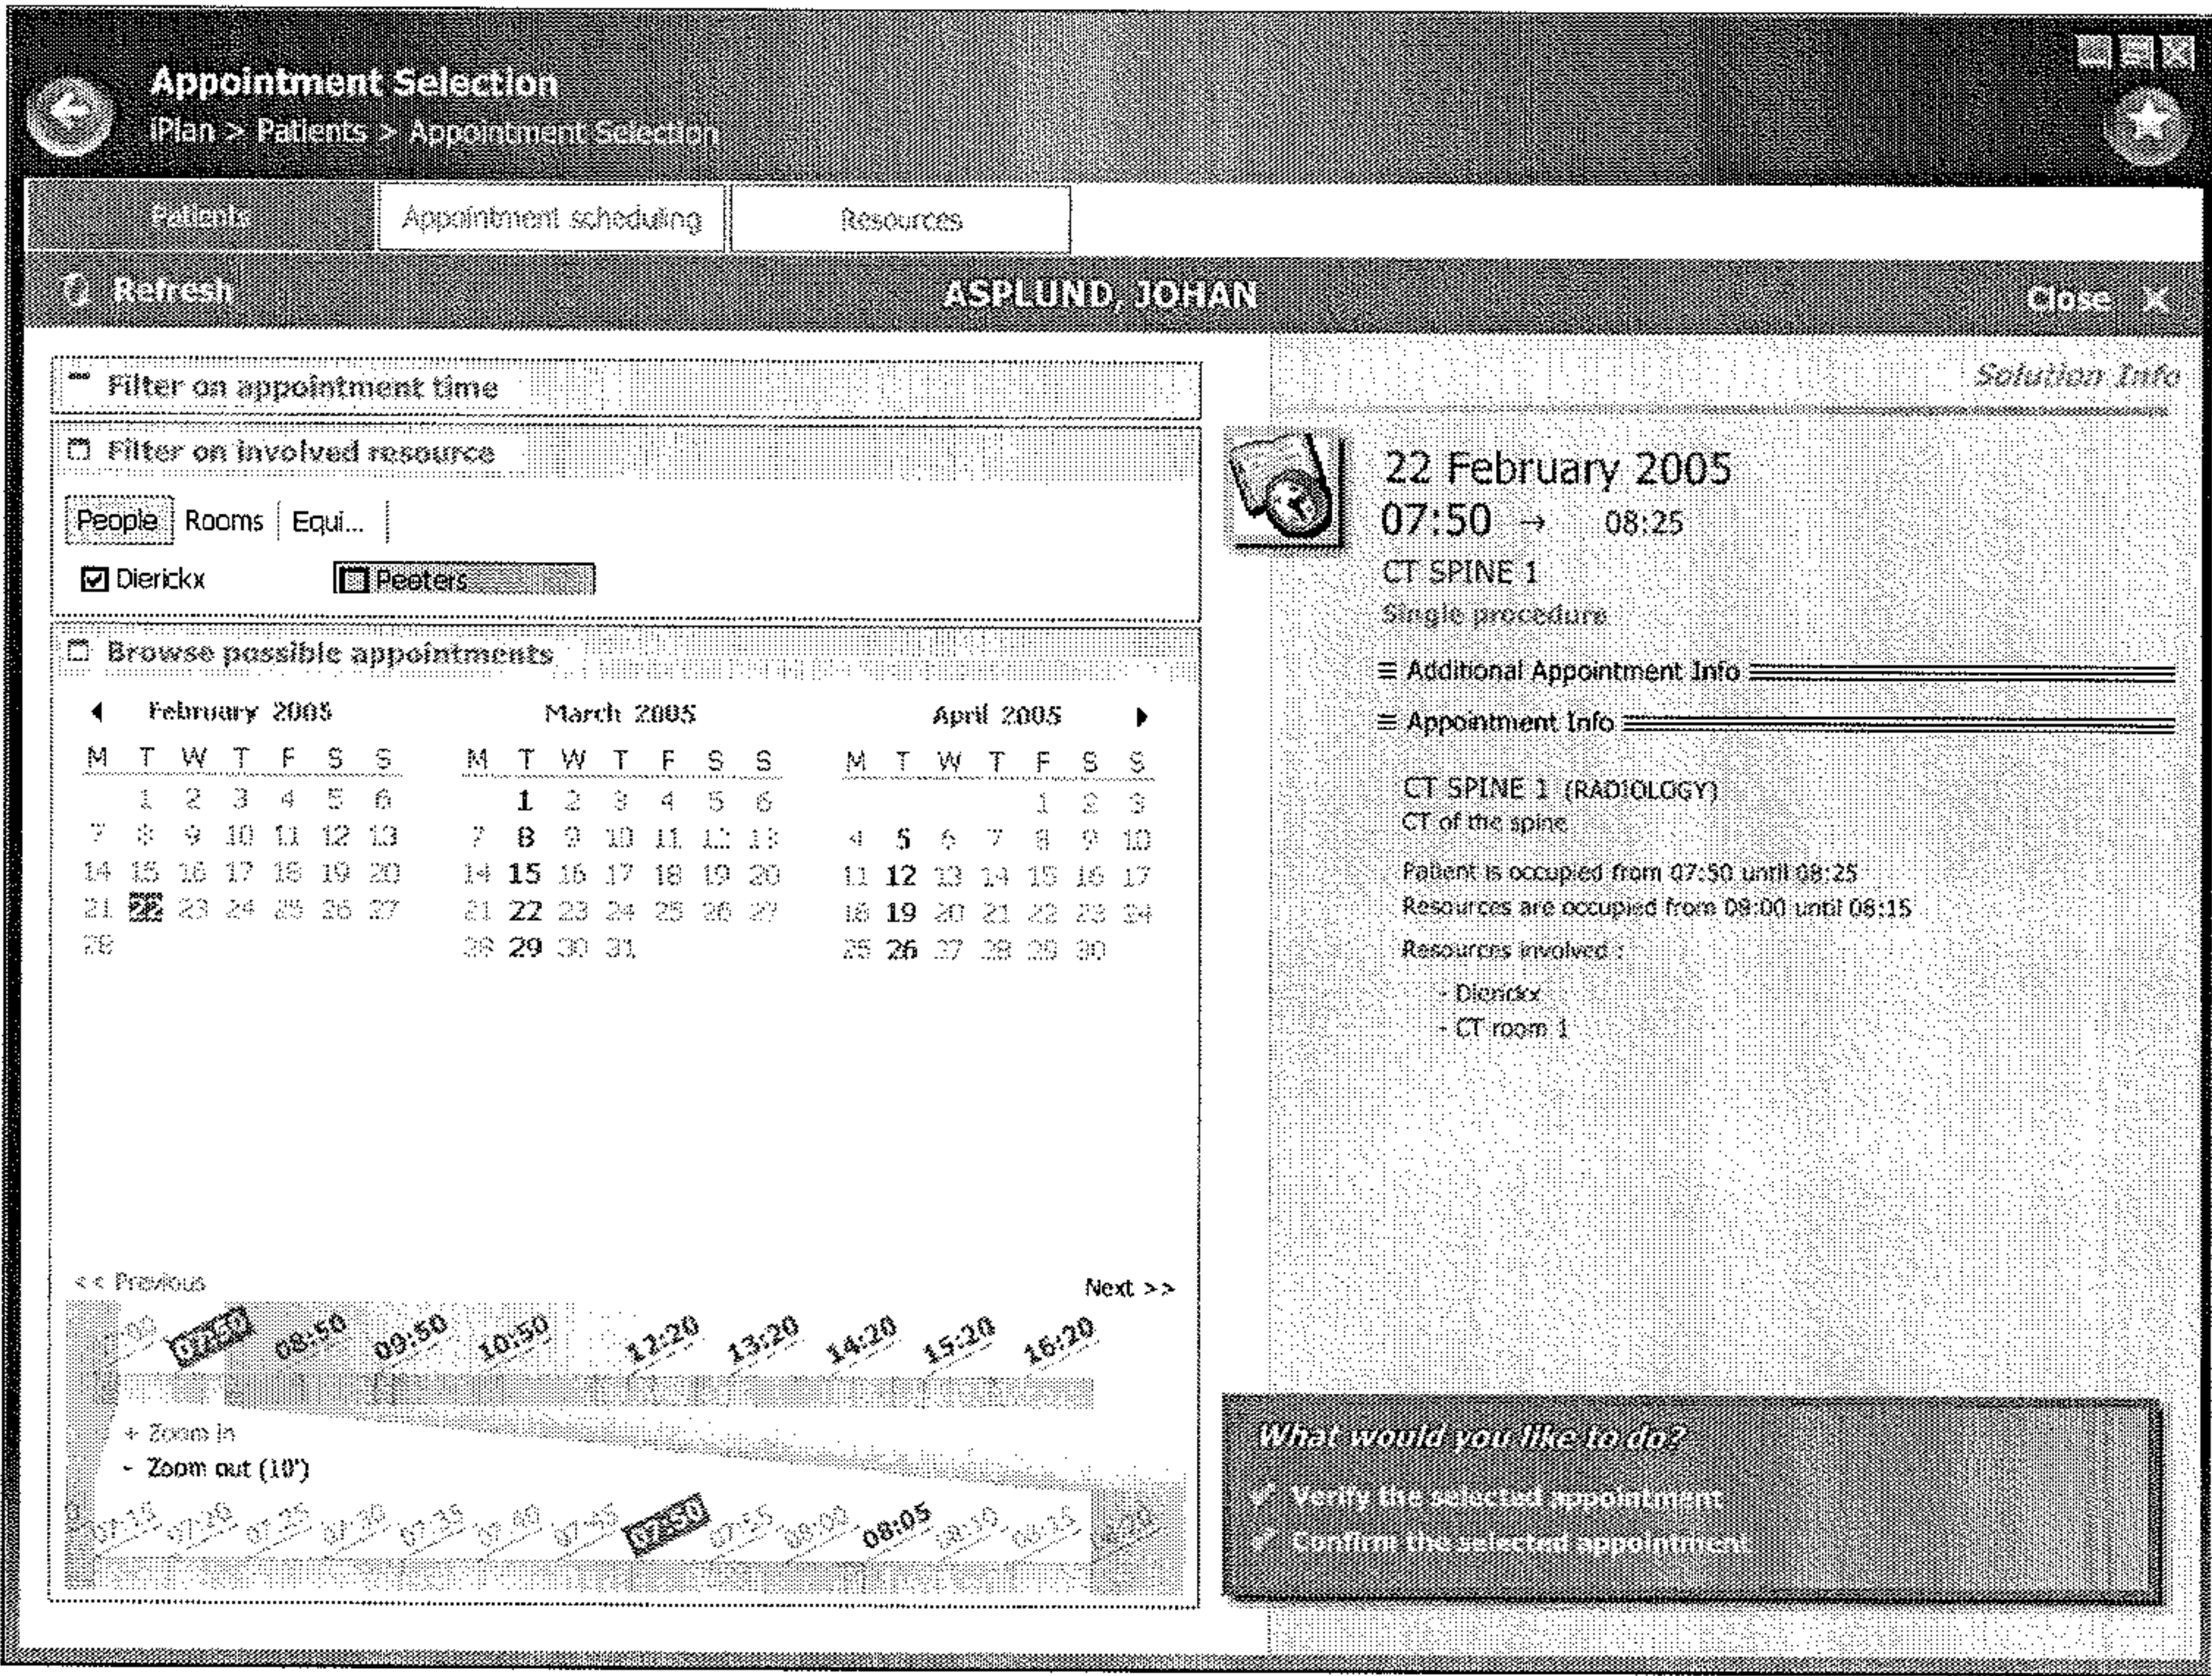 Appointment Selection
iPlan > Patients > Appointment Selection
Patients
Appointment scheduling
Resources
Refresh
ASPLUND, JOHAN
Close X
Filter on appointment time
Filter on involved resource
People
Rooms
Equi...
Dierickx
Peeters
Browse possible appointments
February 2005
M T W T F S S
1 2 3 4 5 6
7 8 9 10 11 12 13
14 15 16 17 18 19 20
21 22 23 24 25 26 27
28
March 2005
M T W T F S S
1 2 3 4 5 6
7 8 9 10 11 12 13
14 15 16 17 18 19 20
21 22 23 24 25 26 27
28 29 30 31
April 2005
M T W T F S S
1 2 3
4 5 6 7 8 9 10
11 12 13 14 15 16 17
18 19 20 21 22 23 24
25 26 27 28 29 30
<< Previous
Next >>
07:50 08:50 09:50 10:50 12:20 13:20 14:20 15:20 16:20
+ Zoom in
- Zoom out (10')
07:15 07:20 07:25 07:30 07:35 07:40 07:45 07:50 07:55 08:00 08:05 08:10 08:15 08:20
Solution Info
22 February 2005
07:50 → 08:25
CT SPINE 1
Single procedure
Additional Appointment Info
Appointment Info
CT SPINE 1 (RADIOLOGY)
CT of the spine
Patient is occupied from 07:50 until 08:25
Resources are occupied from 08:00 until 08:15
Resources involved :
- Dierickx
- CT room 1
What would you like to do?
Verify the selected appointment
Confirm the selected appointment